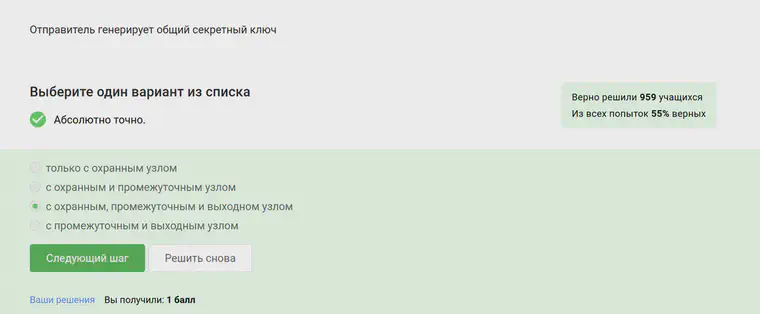 Отправитель генерирует общий секретный ключ
Выберите один вариант из списка
Верно решили 959 учащихся
Абсолютно точно.
Из всех попыток 55% верных
только с охранным узлом
с охранным и промежуточным узлом
с охранным, промежуточным и выходном узлом
с промежуточным и выходным узлом
Следующий шаг
Решить снова
Ваши решения Вы получили: 1 балл